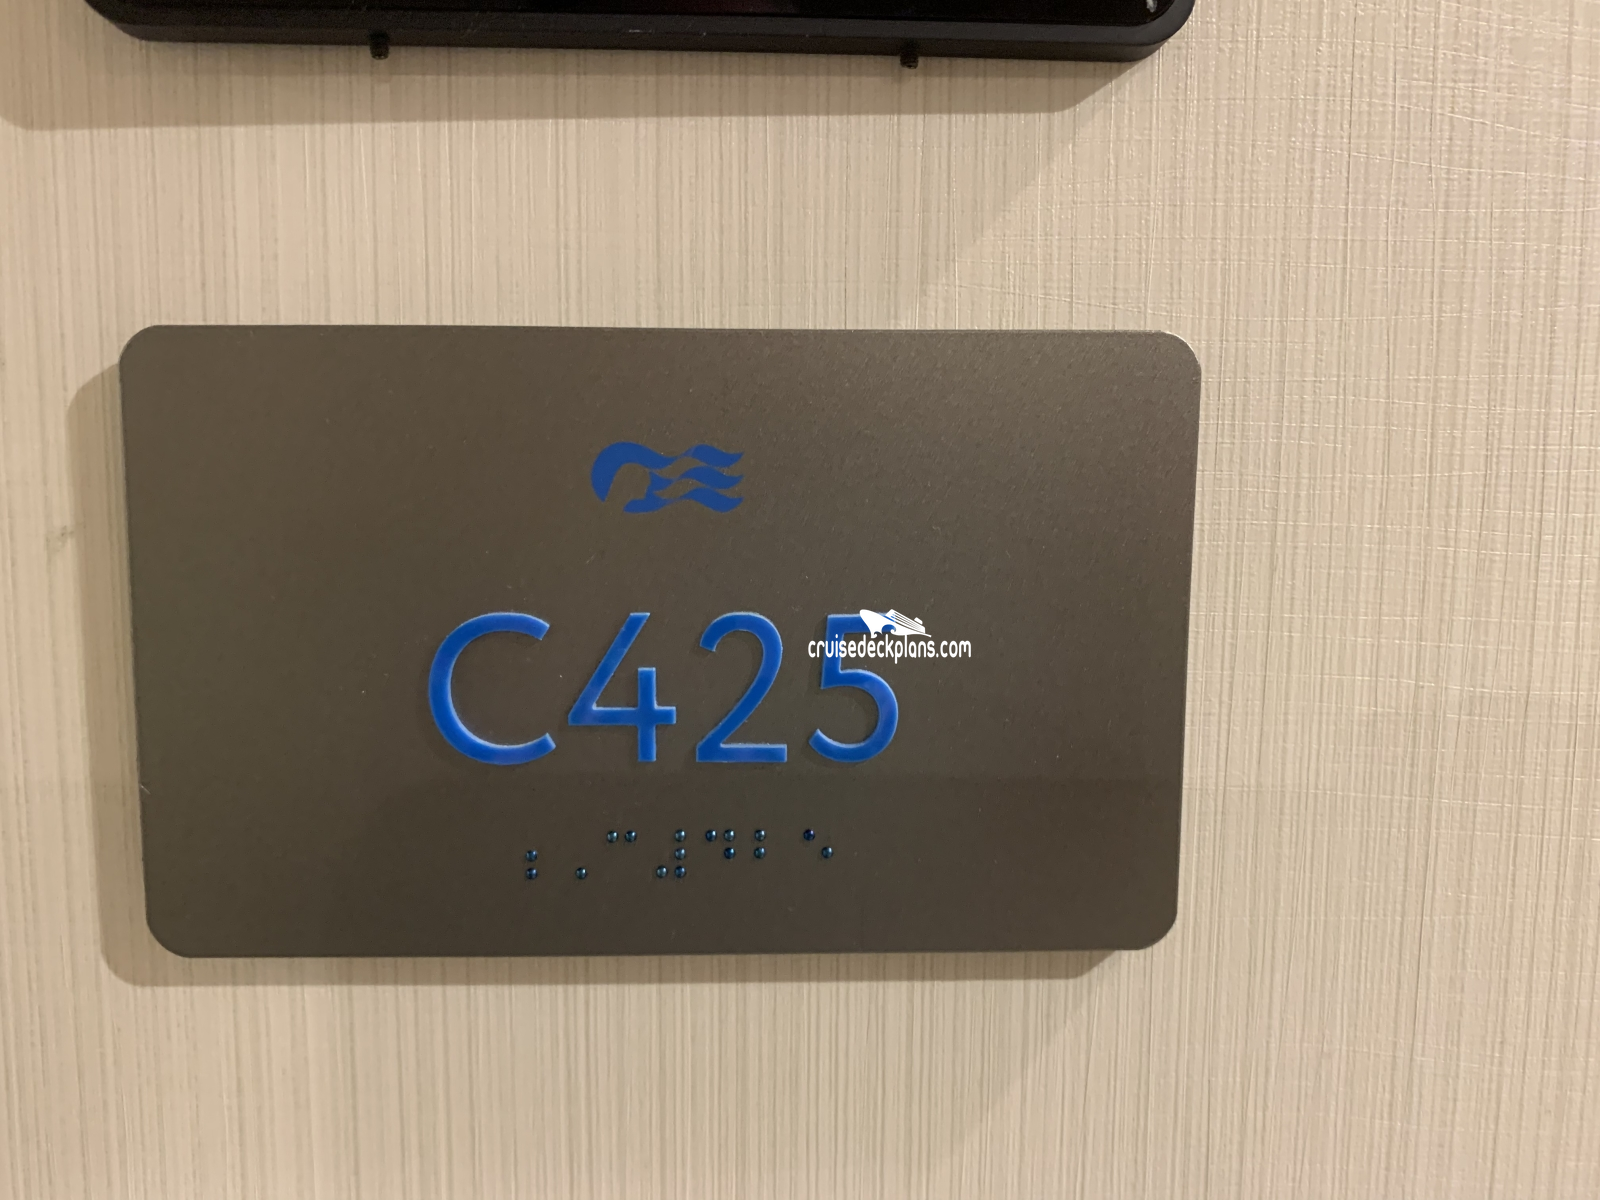 C425
cruisedeckplans.com
⠰⠠⠉⠼⠙⠃⠑